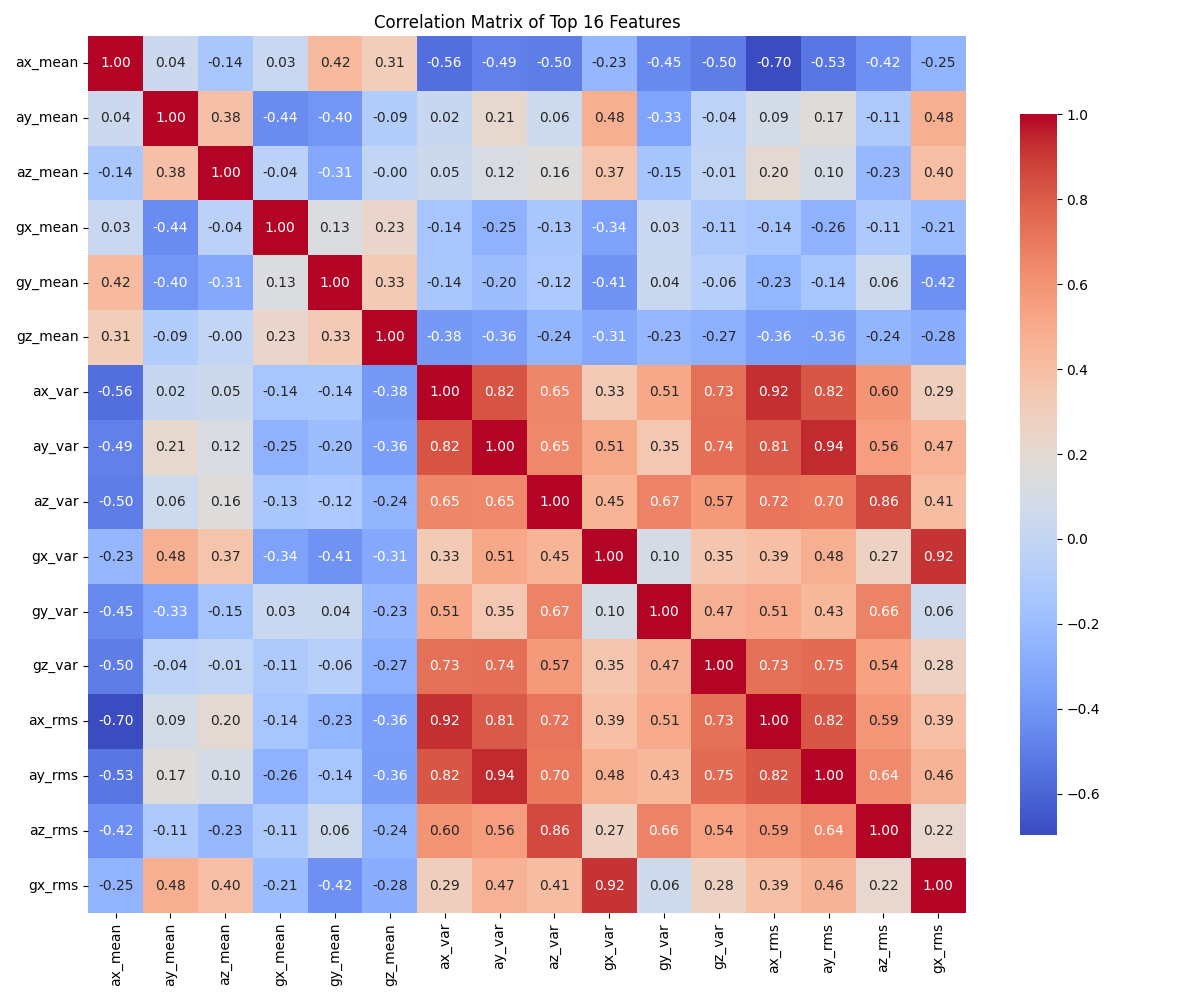 Correlation Matrix of Top 16 Features
ax_mean 1.00 0.04 -0.14 0.03 0.42 0.31 -0.56 -0.49 -0.50 -0.23 -0.45 -0.50 -0.70 -0.53 -0.42 -0.25
ay_mean 0.04 1.00 0.38 -0.44 -0.40 -0.09 0.02 0.21 0.06 0.48 -0.33 -0.04 0.09 0.17 -0.11 0.48
az_mean -0.14 0.38 1.00 -0.04 -0.31 -0.00 0.05 0.12 0.16 0.37 -0.15 -0.01 0.20 0.10 -0.23 0.40
gx_mean 0.03 -0.44 -0.04 1.00 0.13 0.23 -0.14 -0.25 -0.13 -0.34 0.03 -0.11 -0.14 -0.26 -0.11 -0.21
gy_mean 0.42 -0.40 -0.31 0.13 1.00 0.33 -0.14 -0.20 -0.12 -0.41 0.04 -0.06 -0.23 -0.14 0.06 -0.42
gz_mean 0.31 -0.09 -0.00 0.23 0.33 1.00 -0.38 -0.36 -0.24 -0.31 -0.23 -0.27 -0.36 -0.36 -0.24 -0.28
ax_var -0.56 0.02 0.05 -0.14 -0.14 -0.38 1.00 0.82 0.65 0.33 0.51 0.73 0.92 0.82 0.60 0.29
ay_var -0.49 0.21 0.12 -0.25 -0.20 -0.36 0.82 1.00 0.65 0.51 0.35 0.74 0.81 0.94 0.56 0.47
az_var -0.50 0.06 0.16 -0.13 -0.12 -0.24 0.65 0.65 1.00 0.45 0.67 0.57 0.72 0.70 0.86 0.41
gx_var -0.23 0.48 0.37 -0.34 -0.41 -0.31 0.33 0.51 0.45 1.00 0.10 0.35 0.39 0.48 0.27 0.92
gy_var -0.45 -0.33 -0.15 0.03 0.04 -0.23 0.51 0.35 0.67 0.10 1.00 0.47 0.51 0.43 0.66 0.06
gz_var -0.50 -0.04 -0.01 -0.11 -0.06 -0.27 0.73 0.74 0.57 0.35 0.47 1.00 0.73 0.75 0.54 0.28
ax_rms -0.70 0.09 0.20 -0.14 -0.23 -0.36 0.92 0.81 0.72 0.39 0.51 0.73 1.00 0.82 0.59 0.39
ay_rms -0.53 0.17 0.10 -0.26 -0.14 -0.36 0.82 0.94 0.70 0.48 0.43 0.75 0.82 1.00 0.64 0.46
az_rms -0.42 -0.11 -0.23 -0.11 0.06 -0.24 0.60 0.56 0.86 0.27 0.66 0.54 0.59 0.64 1.00 0.22
gx_rms -0.25 0.48 0.40 -0.21 -0.42 -0.28 0.29 0.47 0.41 0.92 0.06 0.28 0.39 0.46 0.22 1.00
ax_mean ay_mean az_mean gx_mean gy_mean gz_mean ax_var ay_var az_var gx_var gy_var gz_var ax_rms ay_rms az_rms gx_rms
1.0
0.8
0.6
0.4
0.2
0.0
−0.2
−0.4
−0.6